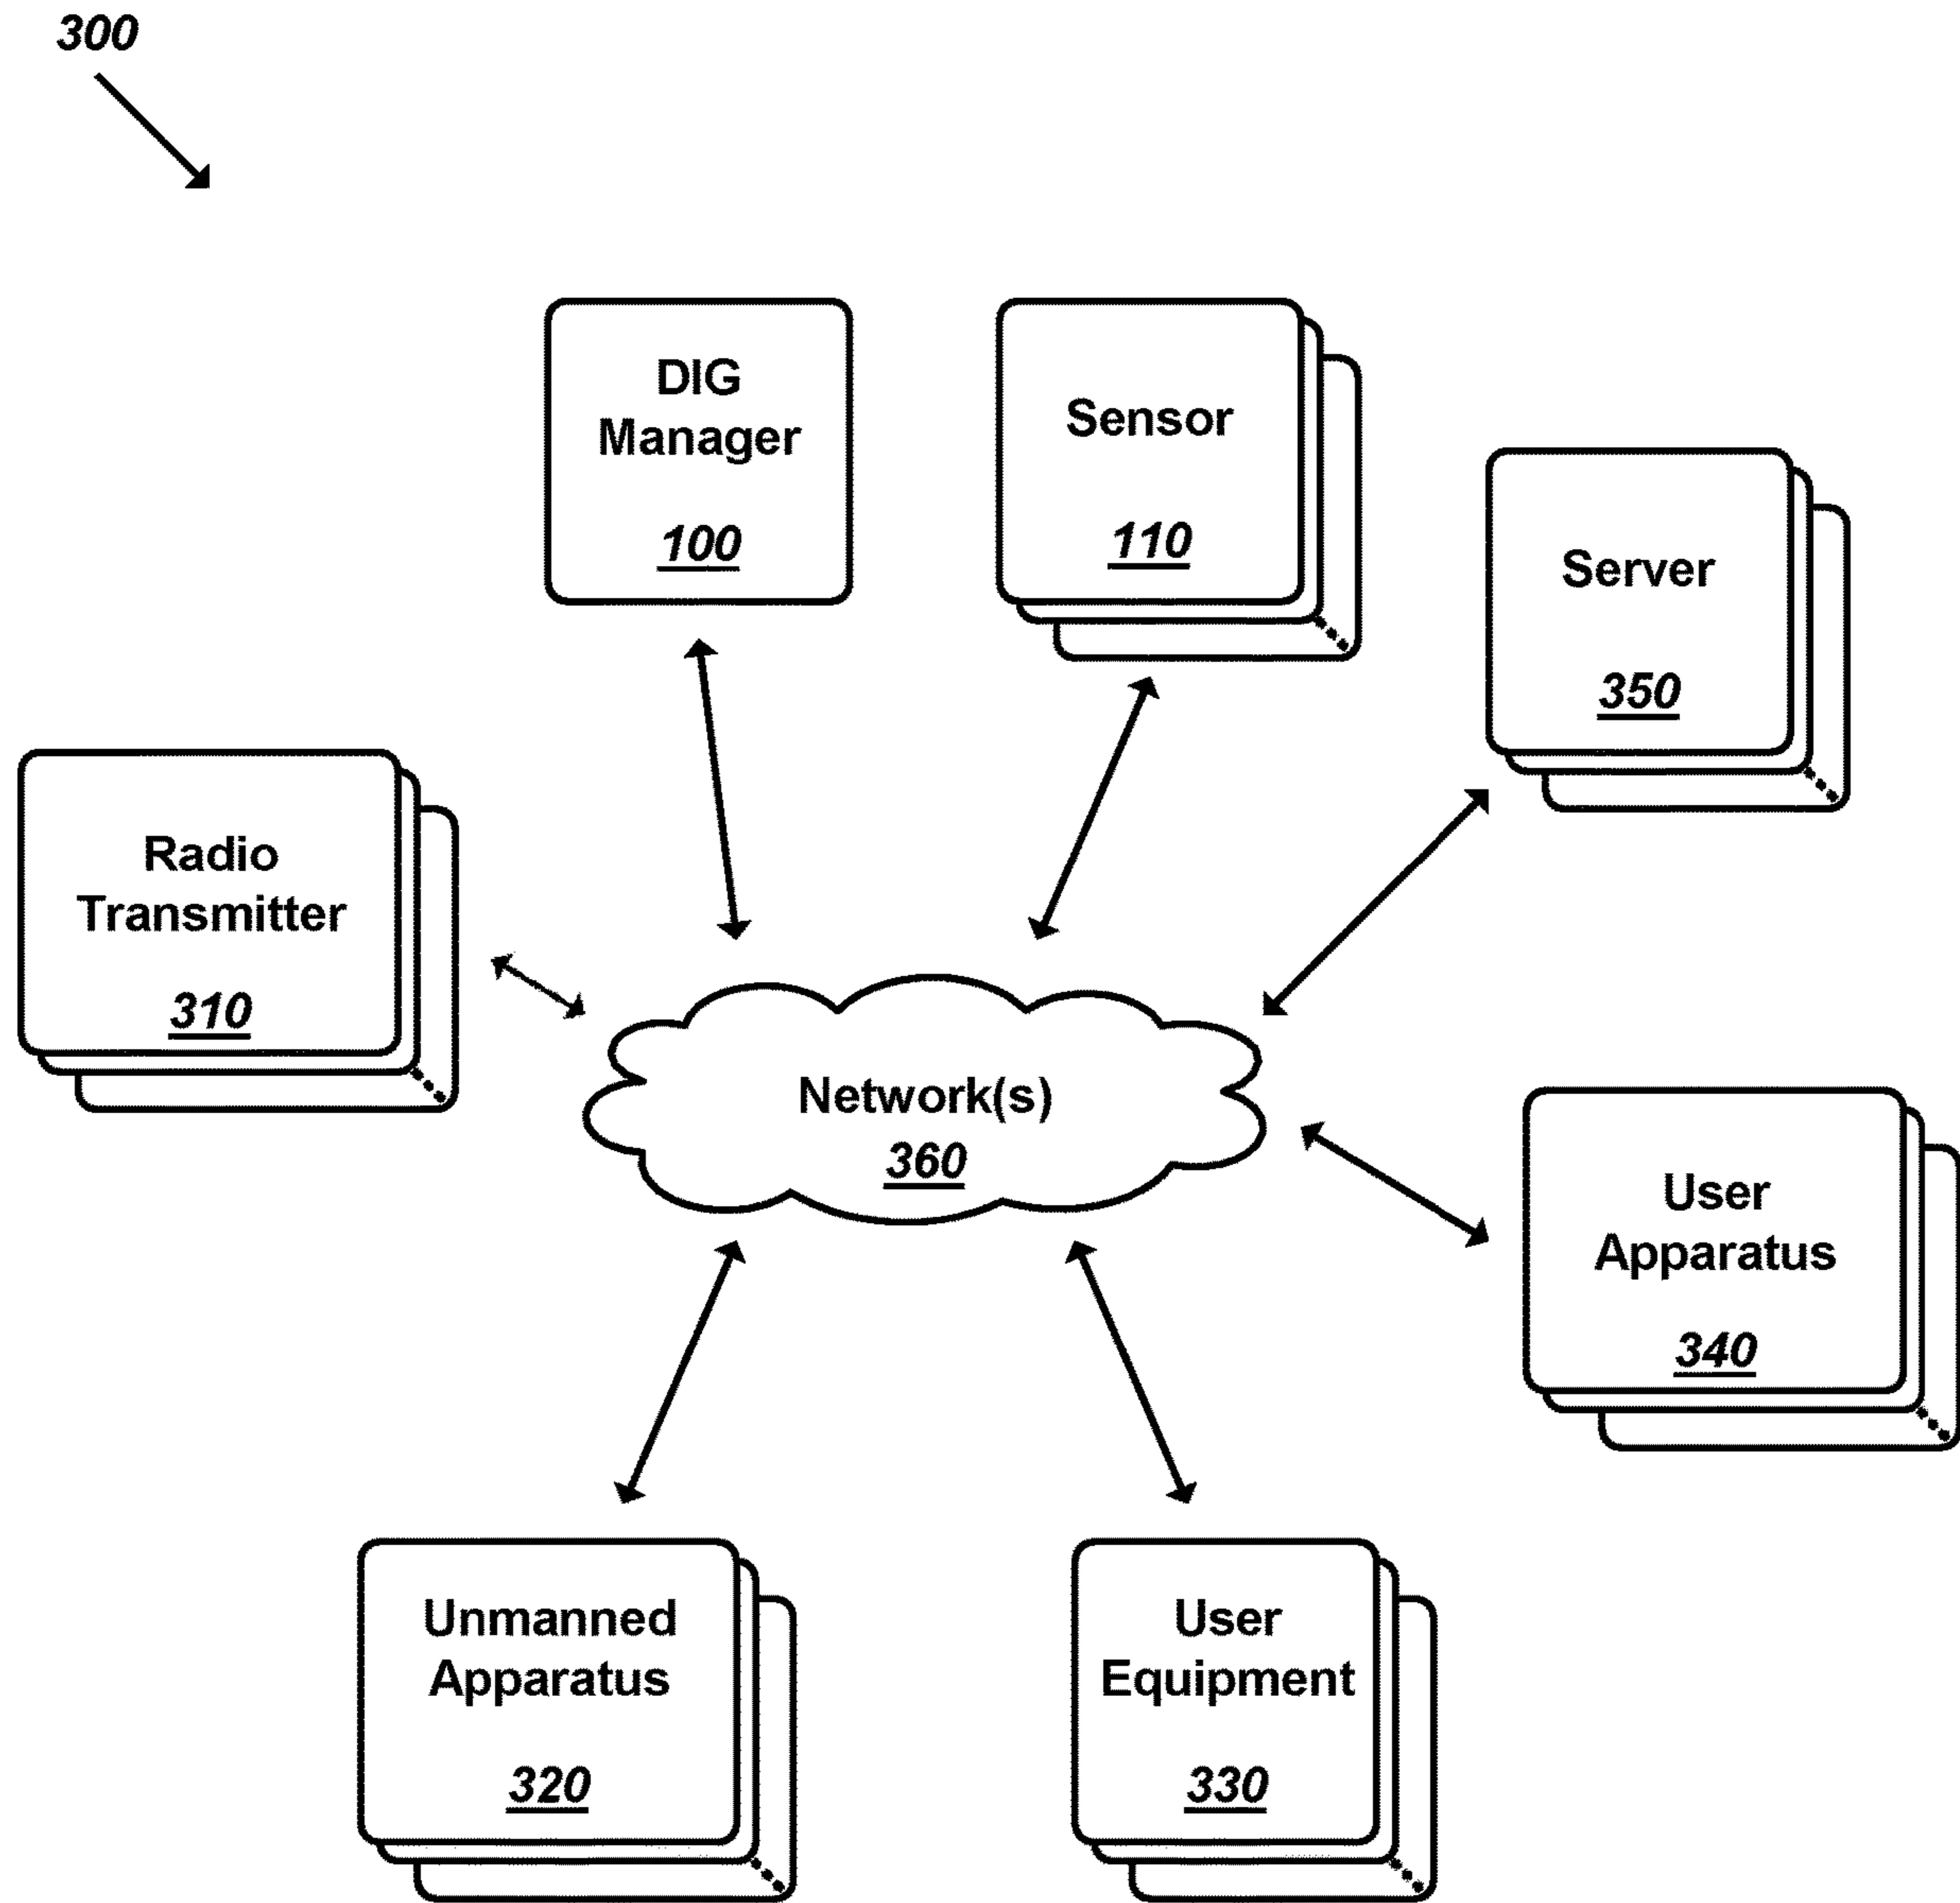 300
DIG
Manager
100
Sensor
110
Server
350
Radio
Transmitter
310
Network(s)
360
User
Apparatus
340
Unmanned
Apparatus
320
User
Equipment
330